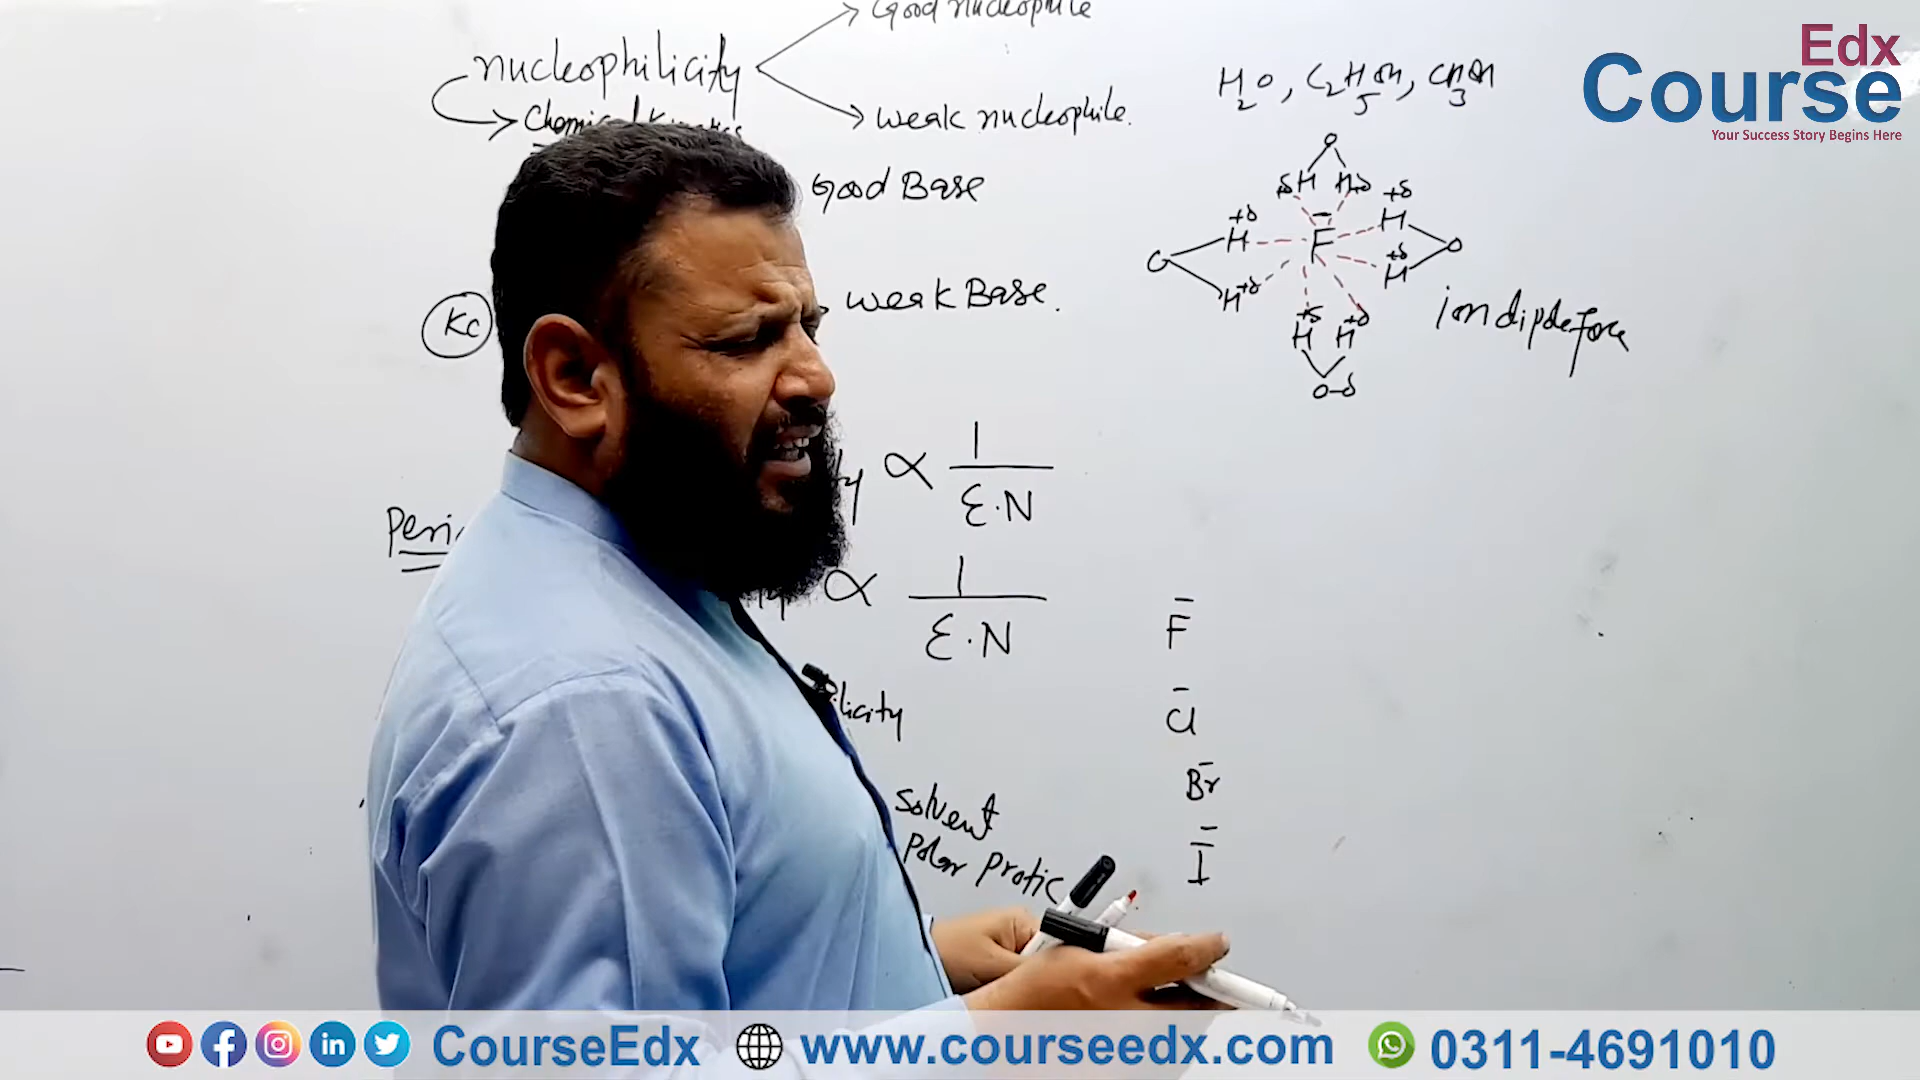 Good nucleophile
nucleophilicity
weak nucleophile.
Good Base
weak Base.
Kc
H2O, C2H5OH, CH3OH
Edx
Course
Your Success Story Begins Here
O
δH H+δ
+δ +δ
H F̄ H
O O
H+δ +δ H
+δ +δ
H H
O-δ
ion dipole force
y ∝ 1
E.N
Peri
∝ 1
E.N
licity
F̄
Cl̄
Br̄
Ī
solvent
Polar protic
CourseEdx www.courseedx.com 0311-4691010